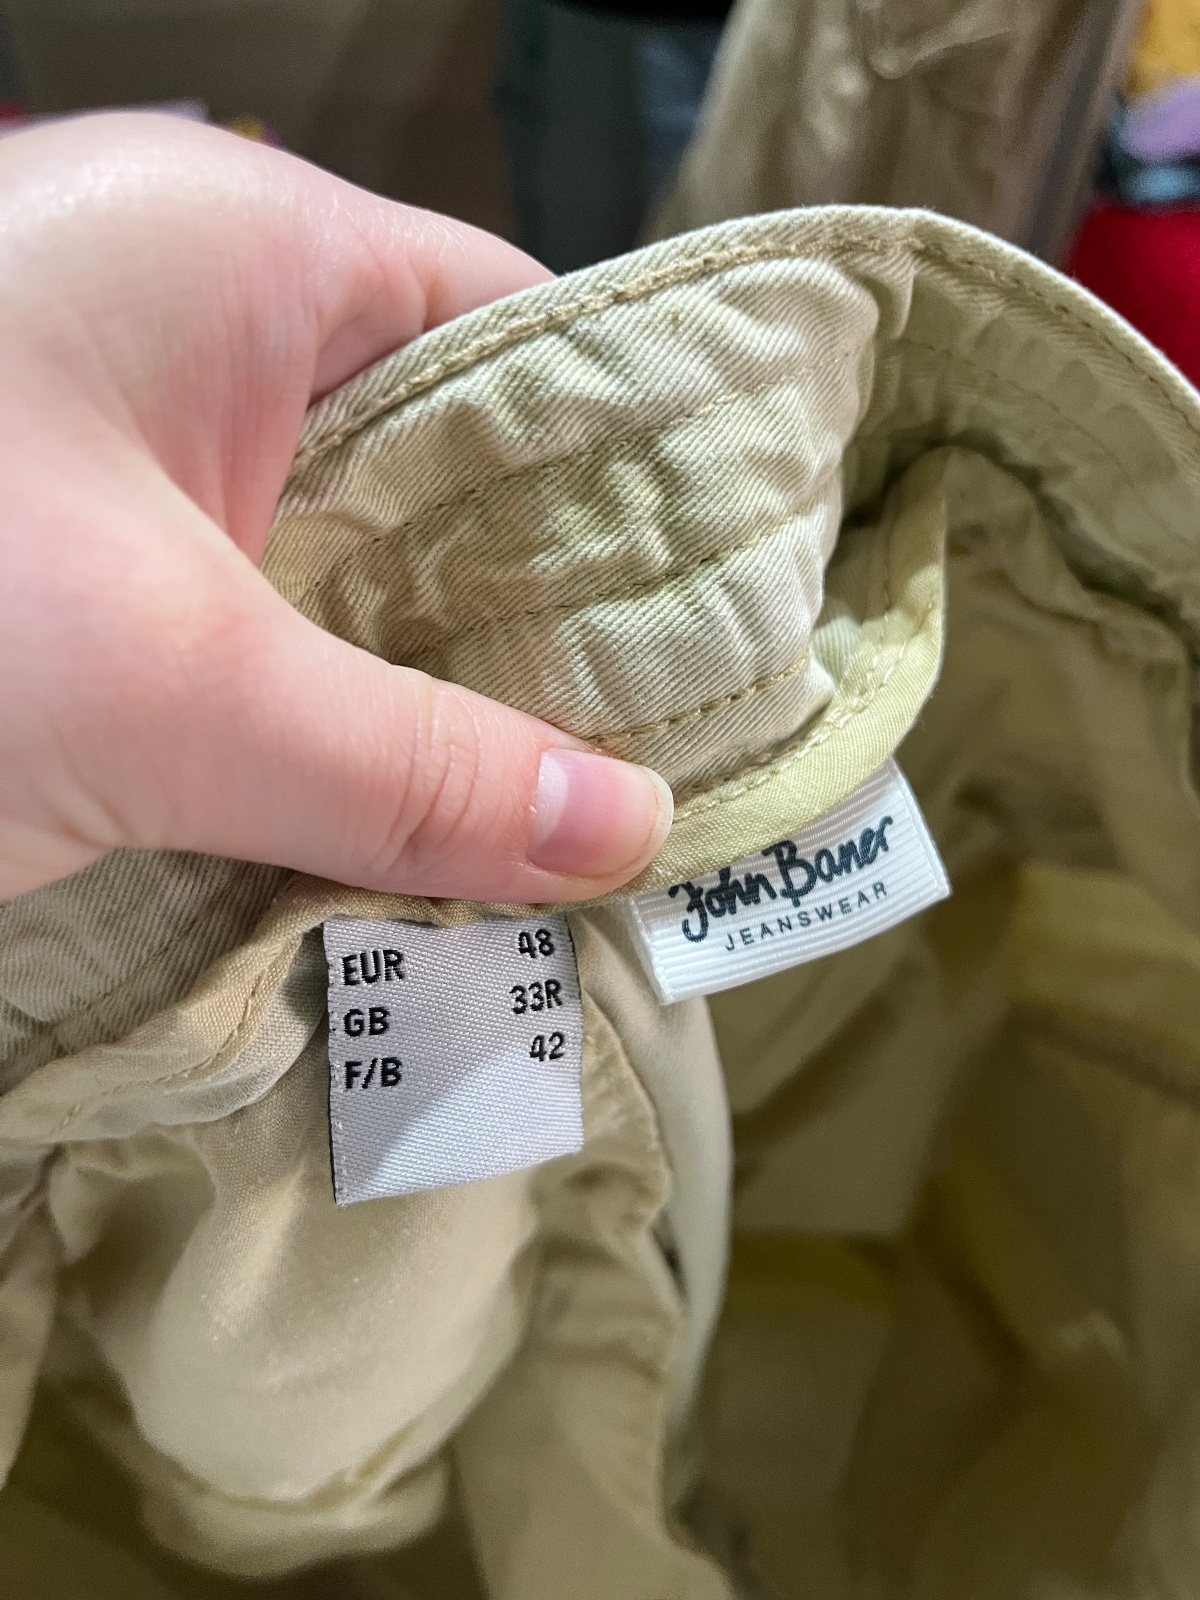 John Baner
JEANSWEAR
EUR 48
GB 33R
F/B 42